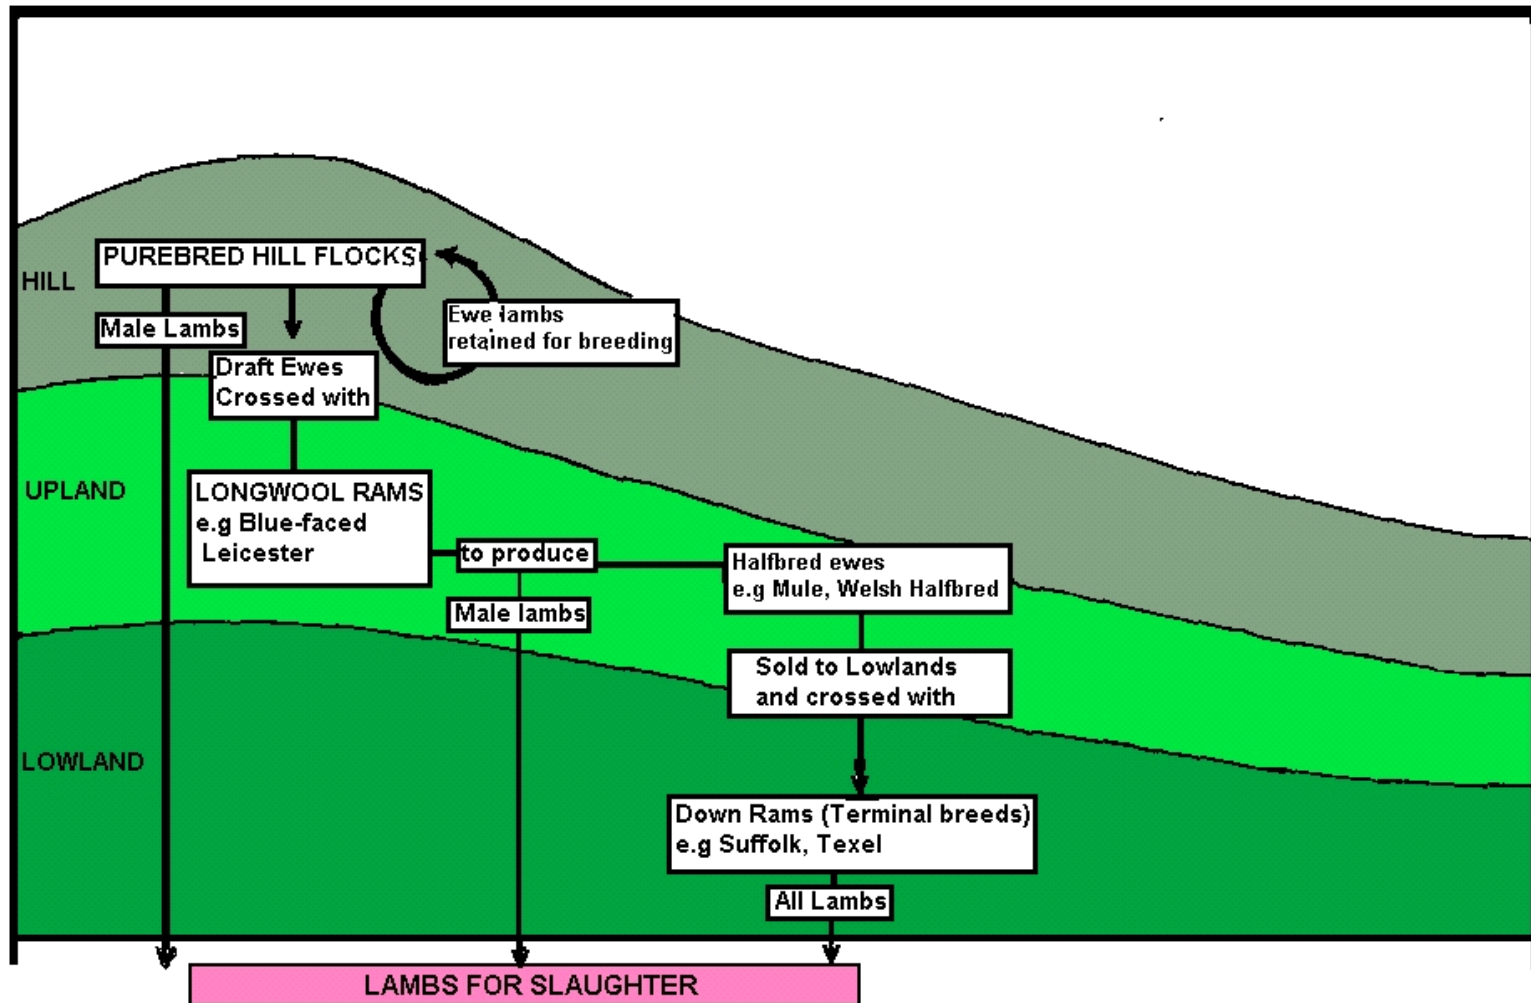 PUREBRED HILL FLOCKS
HILL
Male Lambs
Ewe lambs
retained for breeding
Draft Ewes
Crossed with
UPLAND
LONGWOOL RAMS
e.g Blue-faced
Leicester
to produce
Halfbred ewes
e.g Mule, Welsh Halfbred
Male lambs
Sold to Lowlands
and crossed with
LOWLAND
Down Rams (Terminal breeds)
e.g Suffolk, Texel
All Lambs
LAMBS FOR SLAUGHTER